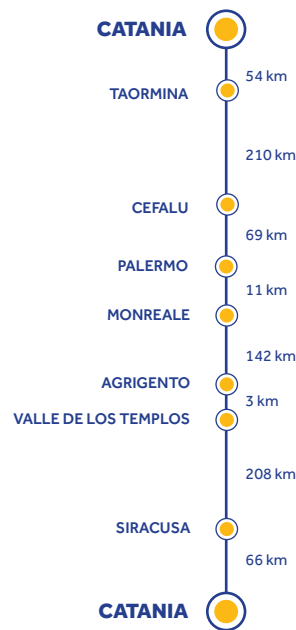 CATANIA
54 km
TAORMINA
210 km
CEFALU
69 km
PALERMO
11 km
MONREALE
142 km
AGRIGENTO
3 km
VALLE DE LOS TEMPLOS
208 km
SIRACUSA
66 km
CATANIA